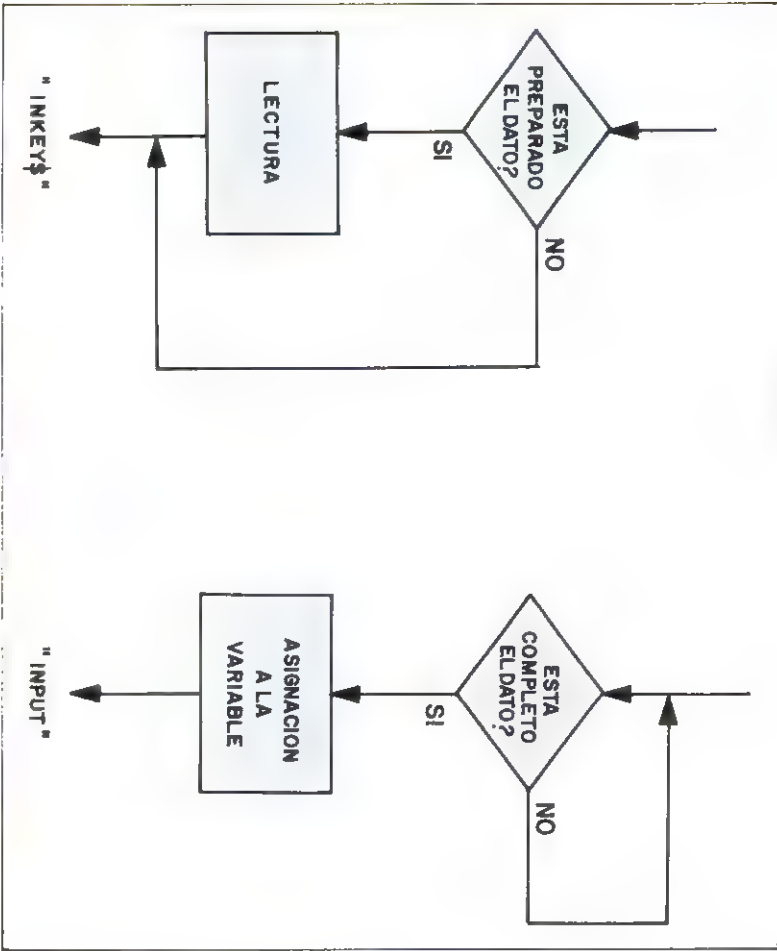 ESTA
PREPARADO
EL DATO?
NO
SI
LECTURA
" INKEY$ "
ESTA
COMPLETO
EL DATO?
NO
SI
ASIGNACION
A LA
VARIABLE
"INPUT"